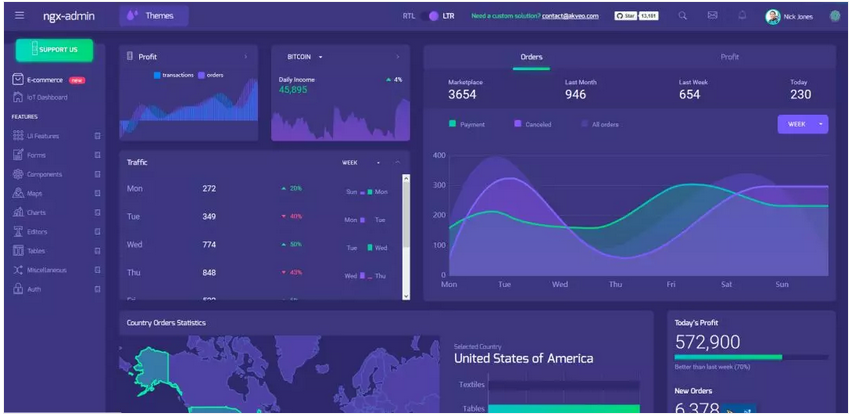 ngx-admin
Themes
RTL LTR
Need a custom solution? contact@akveo.com
Star 13,181
Nick Jones
SUPPORT US
E-commerce new
IoT Dashboard
FEATURES
UI Features
Forms
Components
Maps
Charts
Editors
Tables
Miscellaneous
Auth
Profit
transactions orders
BITCOIN
Daily Income
45,895
4%
Traffic
WEEK
Mon 272 20% Sun Mon
Tue 349 40% Mon Tue
Wed 774 50% Tue Wed
Thu 848 43% Wed Thu
Orders Profit
Marketplace Last Month Last Week Today
3654 946 654 230
Payment Canceled All orders
WEEK
400
300
200
100
0
Mon Tue Wed Thu Fri Sat Sun
Country Orders Statistics
Selected Country
United States of America
Textiles
Tables
Today's Profit
572,900
Better than last week (70%)
New Orders
6,378